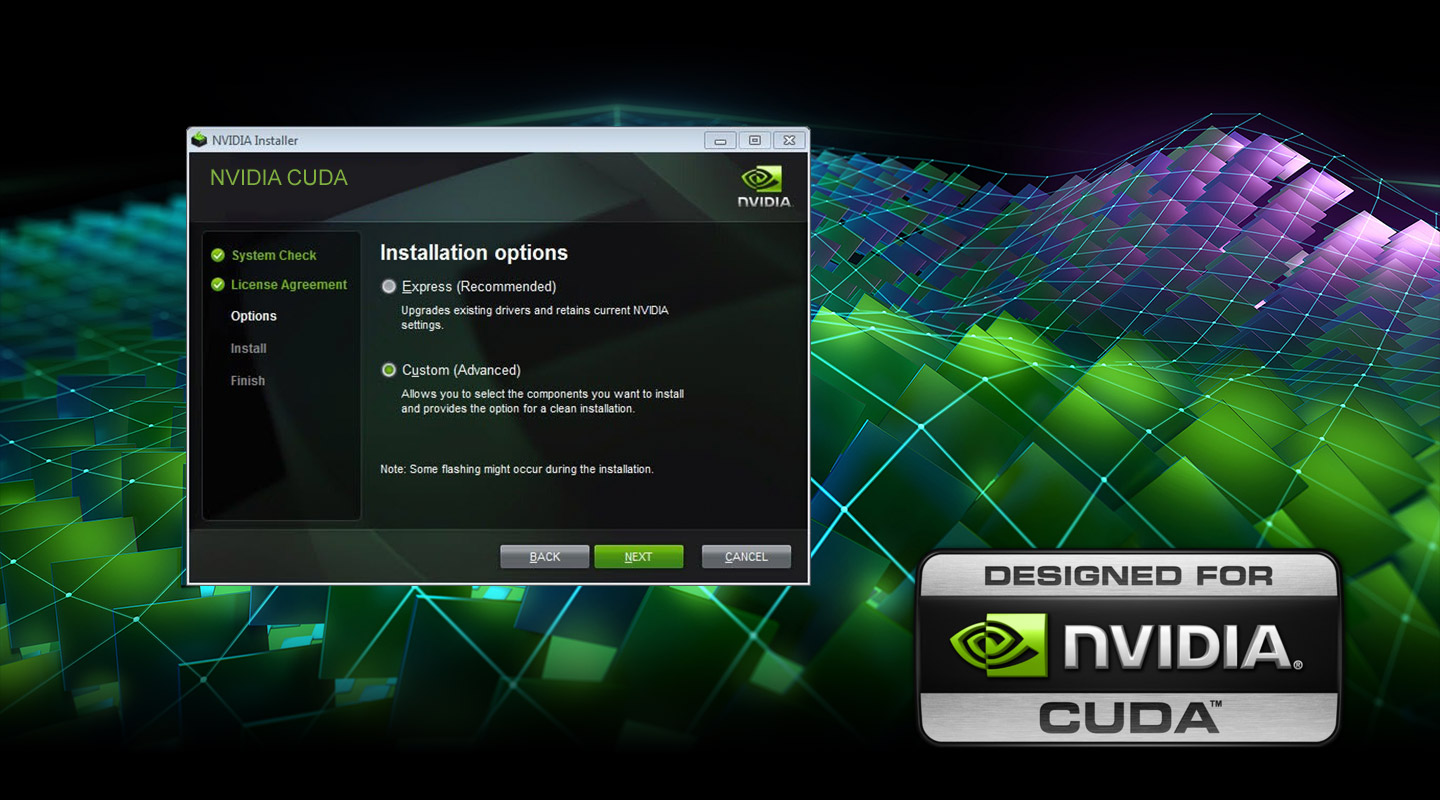 NVIDIA Installer
NVIDIA CUDA
NVIDIA.
System Check
License Agreement
Options
Install
Finish
Installation options
Express (Recommended)
Upgrades existing drivers and retains current NVIDIA
settings.
Custom (Advanced)
Allows you to select the components you want to install
and provides the option for a clean installation.
Note: Some flashing might occur during the installation.
BACK
NEXT
CANCEL
DESIGNED FOR
NVIDIA®
CUDA™